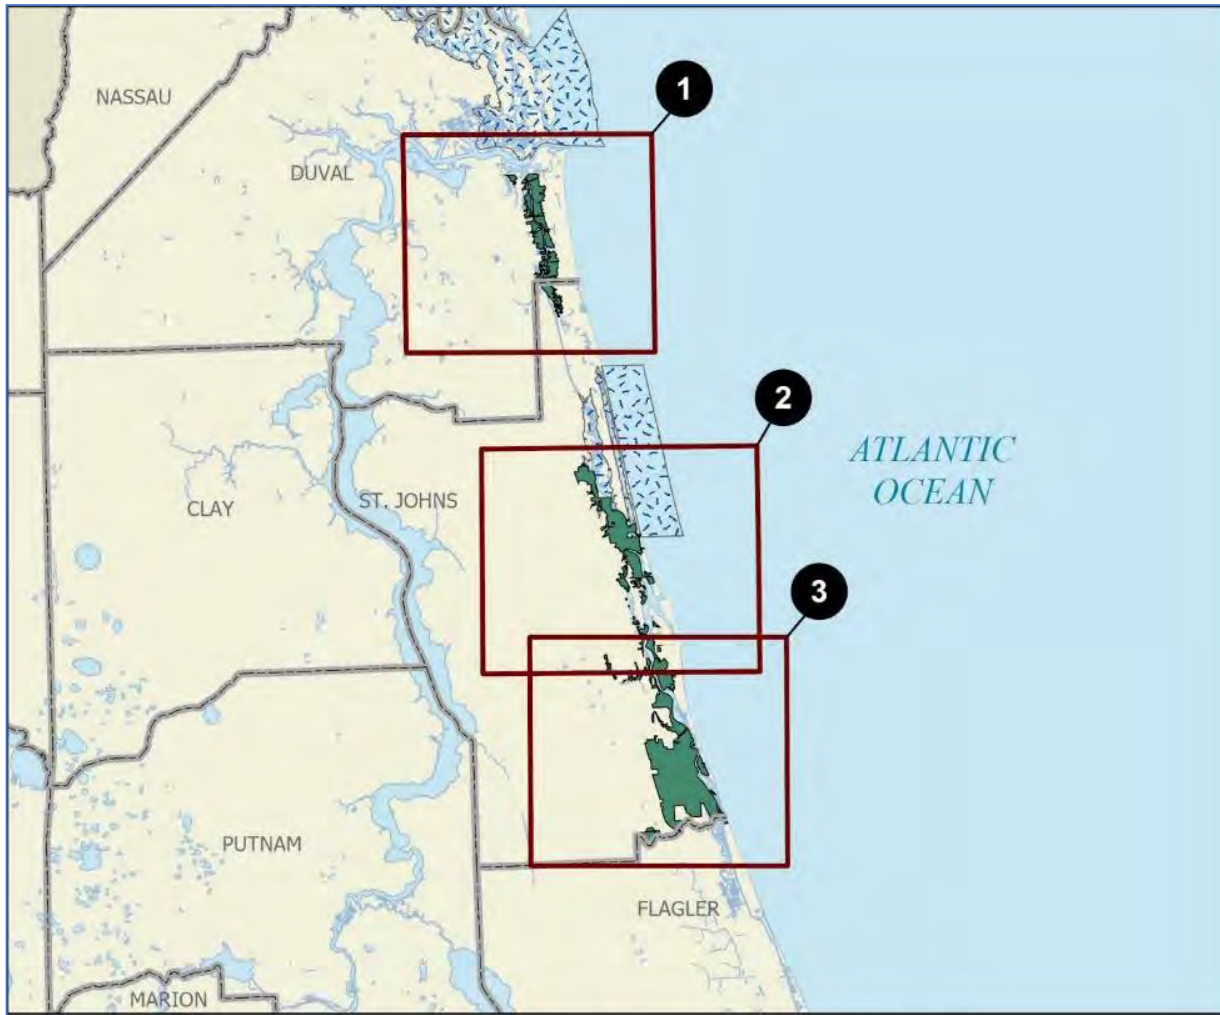 1
NASSAU
DUVAL
2
ATLANTIC
OCEAN
ST. JOHNS
CLAY
3
PUTNAM
FLAGLER
MARION